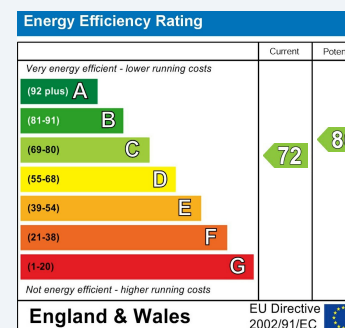 Energy Efficiency Rating
Current
Very energy efficient - lower running costs
(92 plus) A
(81-91) B
(69-80) C
72
(55-68) D
(39-54) E
(21-38) F
(1-20) G
Not energy efficient - higher running costs
England & Wales
EU Directive
2002/91/EC